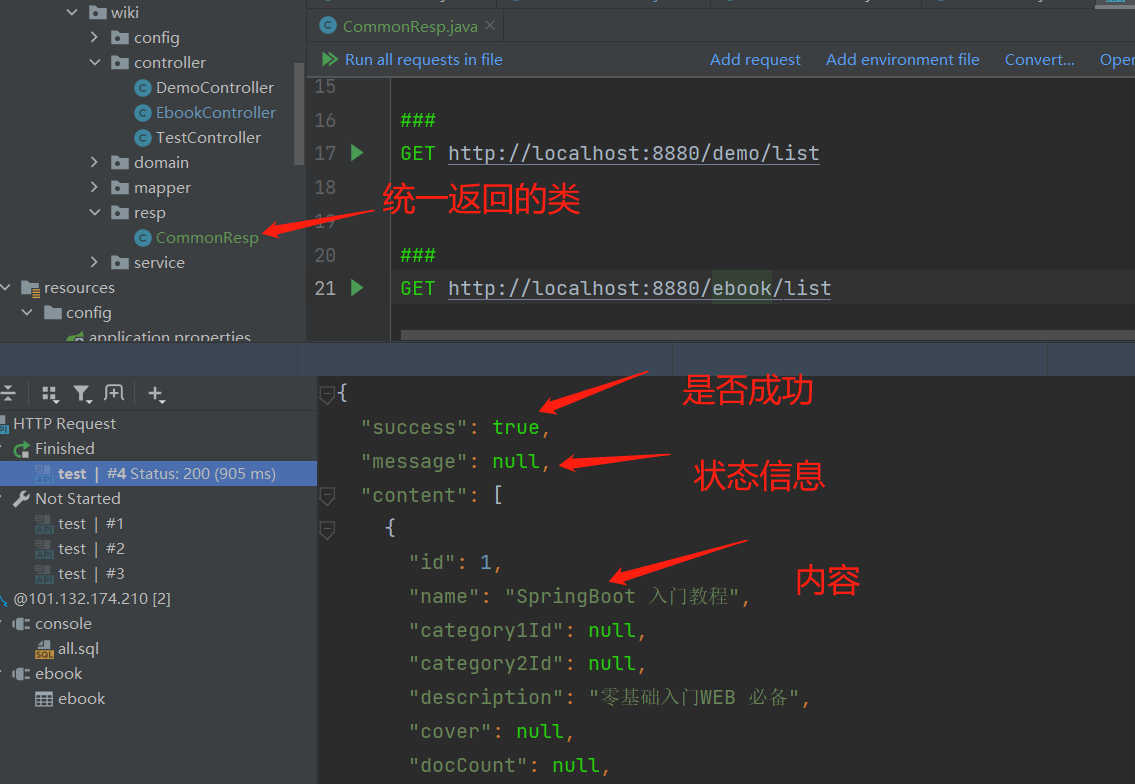 wiki
config
controller
DemoController
EbookController
TestController
domain
mapper
resp
CommonResp
service
resources
config
application.properties
CommonResp.java
Run all requests in file
Add request
Add environment file
Convert...
15
16 ###
17 GET http://localhost:8880/demo/list
18
统一返回的类
19
20 ###
21 GET http://localhost:8880/ebook/list
HTTP Request
Finished
test | #4 Status: 200 (905 ms)
Not Started
test | #1
test | #2
test | #3
@101.132.174.210 [2]
console
all.sql
ebook
ebook
{
是否成功
"success": true,
"message": null,
状态信息
"content": [
{
"id": 1,
内容
"name": "SpringBoot 入门教程",
"category1Id": null,
"category2Id": null,
"description": "零基础入门WEB 必备",
"cover": null,
"docCount": null,